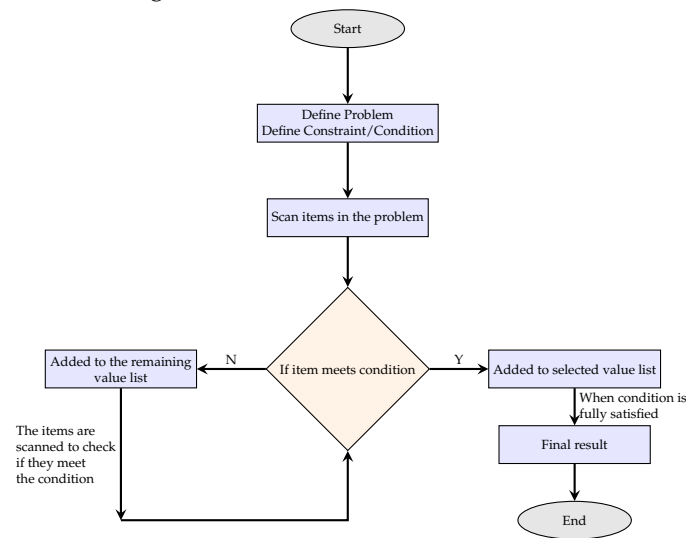 Start
Define Problem
Define Constraint/Condition
Scan items in the problem
If item meets condition
N
Y
Added to the remaining
value list
Added to selected value list
The items are
scanned to check
if they meet
the condition
When condition is
fully satisfied
Final result
End